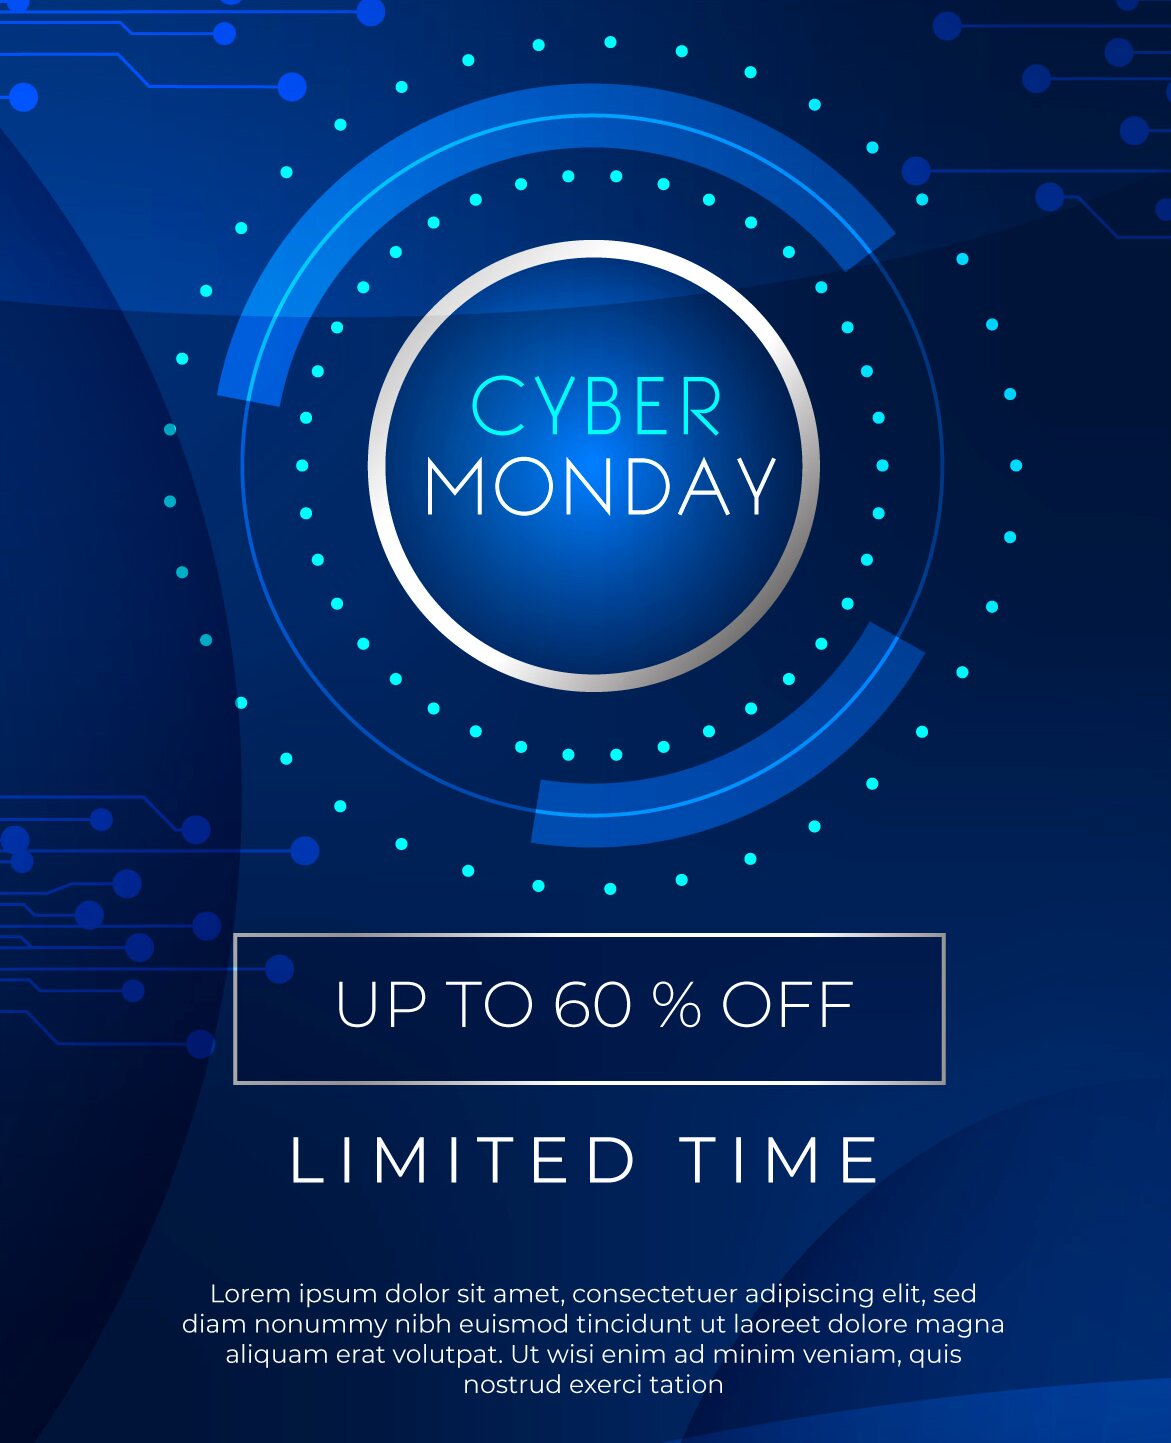 CYBER
MONDAY
UP TO 60 % OFF
LIMITED TIME
Lorem ipsum dolor sit amet, consectetuer adipiscing elit, sed
diam nonummy nibh euismod tincidunt ut laoreet dolore magna
aliquam erat volutpat. Ut wisi enim ad minim veniam, quis
nostrud exerci tation